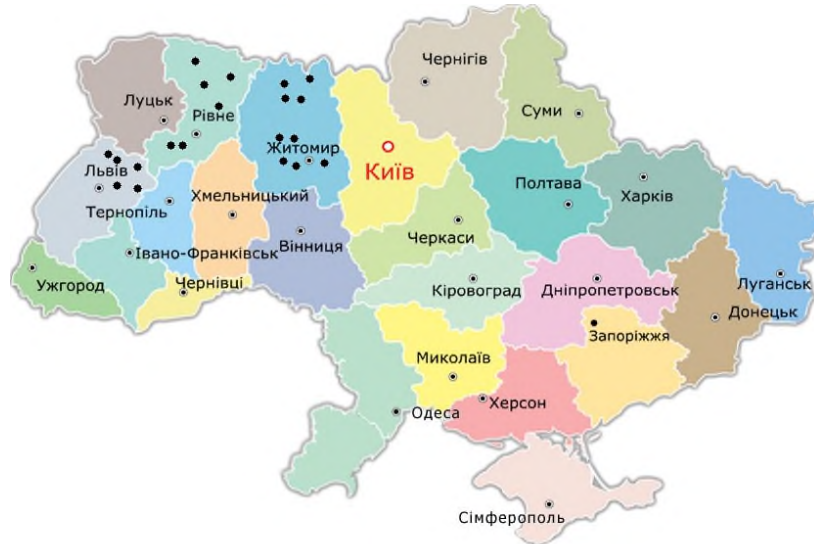 Чернігів
Луцьк
Рівне
Суми
Житомир
Київ
Львів
Хмельницький
Полтава
Харків
Тернопіль
Черкаси
Вінниця
Івано-Франківськ
Ужгород
Чернівці
Кіровоград
Дніпропетровськ
Луганськ
Донецьк
Запоріжжя
Миколаїв
Херсон
Одеса
Сімферополь